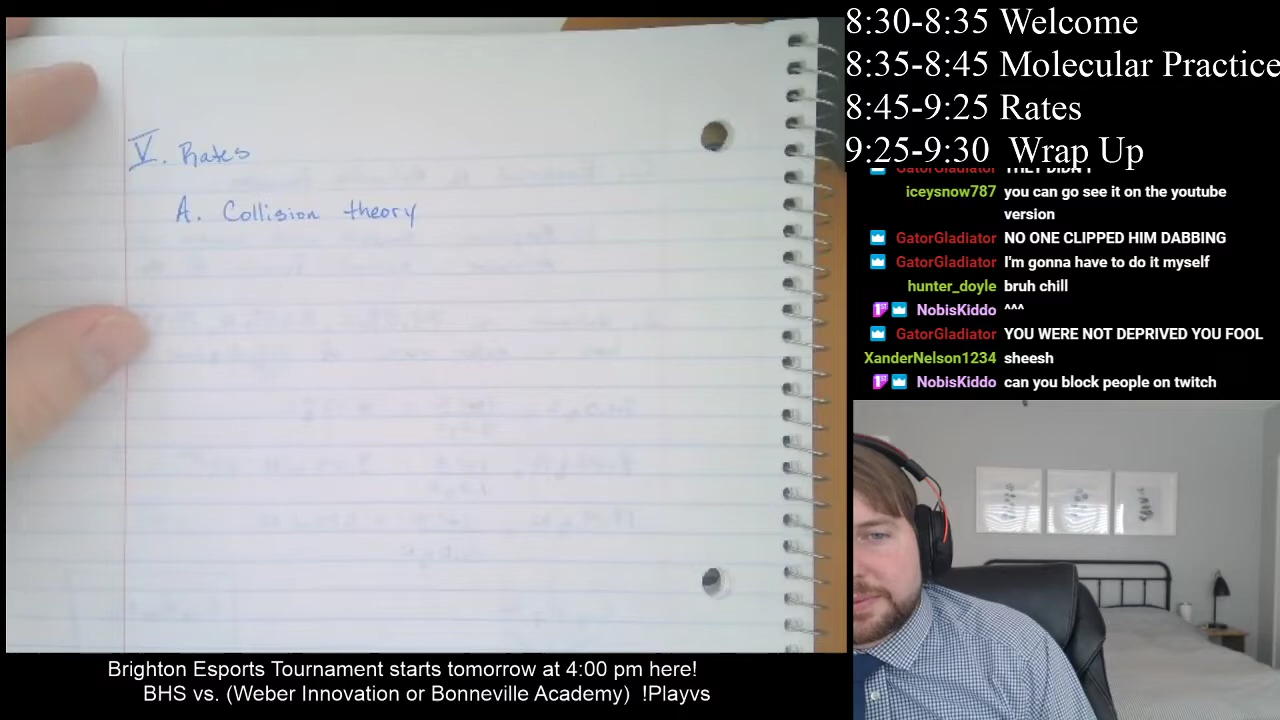 V. Rates
A. Collision theory
8:30-8:35 Welcome
8:35-8:45 Molecular Practice
8:45-9:25 Rates
9:25-9:30 Wrap Up
GatorGladiator THEY DIDN'T
iceysnow787 you can go see it on the youtube
version
GatorGladiator NO ONE CLIPPED HIM DABBING
GatorGladiator I'm gonna have to do it myself
hunter_doyle bruh chill
NobisKiddo ^^^
GatorGladiator YOU WERE NOT DEPRIVED YOU FOOL
XanderNelson1234 sheesh
NobisKiddo can you block people on twitch
Brighton Esports Tournament starts tomorrow at 4:00 pm here!
BHS vs. (Weber Innovation or Bonneville Academy) !Playvs